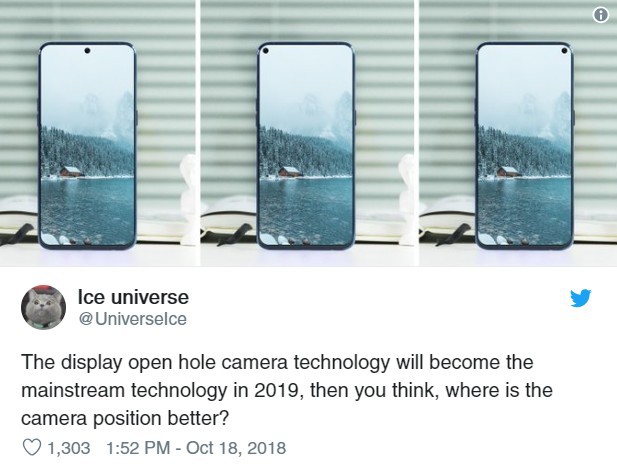 Ice universe
@UniverseIce
The display open hole camera technology will become the
mainstream technology in 2019, then you think, where is the
camera position better?
1,303 1:52 PM - Oct 18, 2018